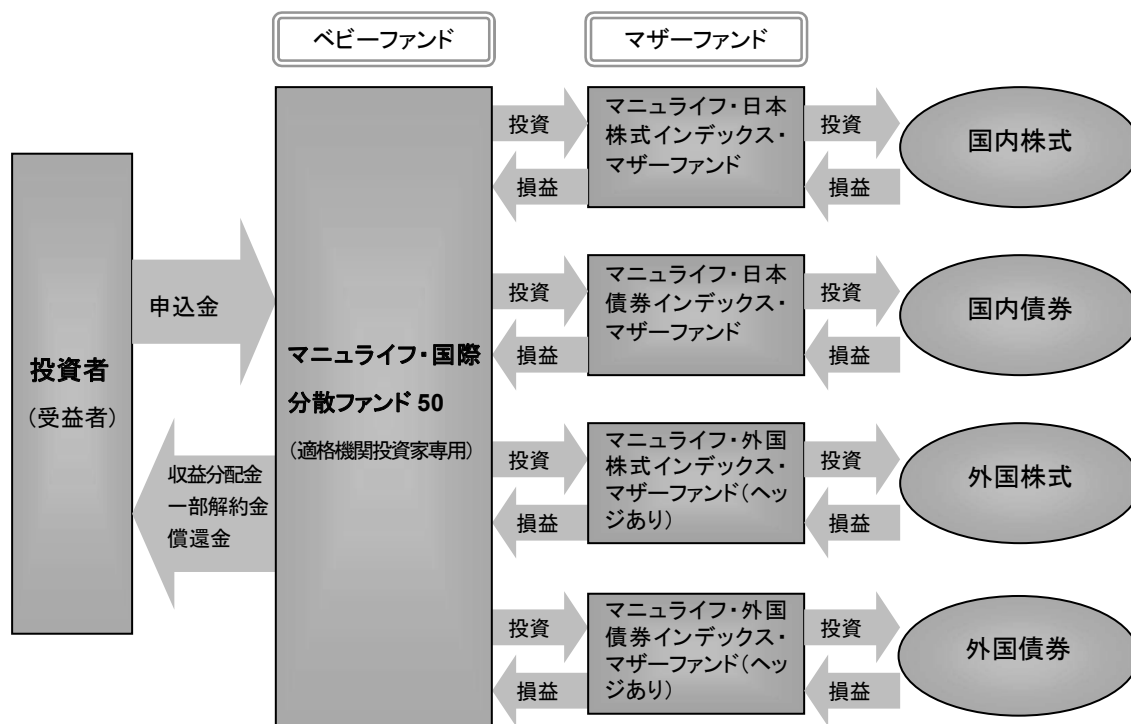 ベビーファンド
マザーファンド
投資者
(受益者)
申込金
収益分配金
一部解約金
償還金
マニュライフ・国際
分散ファンド 50
(適格機関投資家専用)
投資
損益
マニュライフ・日本
株式インデックス・
マザーファンド
投資
損益
国内株式
投資
損益
マニュライフ・日本
債券インデックス・
マザーファンド
投資
損益
国内債券
投資
損益
マニュライフ・外国
株式インデックス・
マザーファンド(ヘッ
ジあり)
投資
損益
外国株式
投資
損益
マニュライフ・外国
債券インデックス・
マザーファンド(ヘッ
ジあり)
投資
損益
外国債券